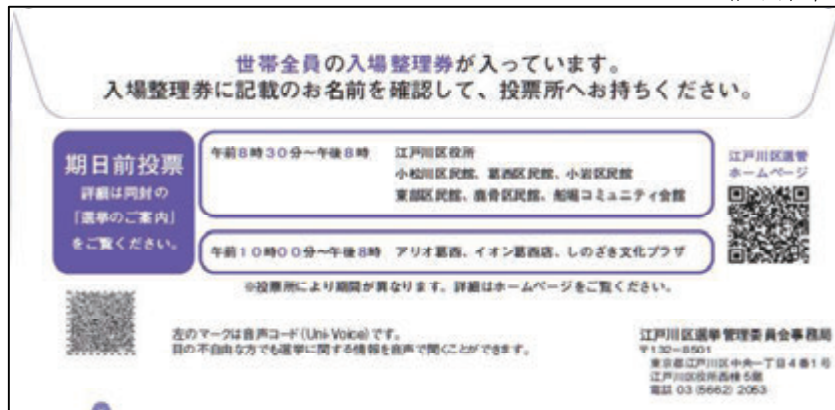 世帯全員の入場整理券が入っています。
入場整理券に記載のお名前を確認して、投票所へお持ちください。
期日前投票
詳細は同封の
「選挙のご案内」
をご覧ください。
午前8時30分～午後8時 江戸川区役所
小松川区民館、葛西区民館、小岩区民館
東部区民館、鹿骨区民館、船堀コミュニティ会館
午前10時00分～午後8時 アリオ葛西、イオン葛西店、しのざき文化プラザ
江戸川区選管
ホームページ
※投票所により期間が異なります。詳細はホームページをご覧ください。
左のマークは音声コード(Uni-Voice)です。
目の不自由な方でも選挙に関する情報を音声で聞くことができます。
江戸川区選挙管理委員会事務局
〒132-8501
東京都江戸川区中央一丁目4番1号
江戸川区役所西棟5階
電話 03 (5662) 2063